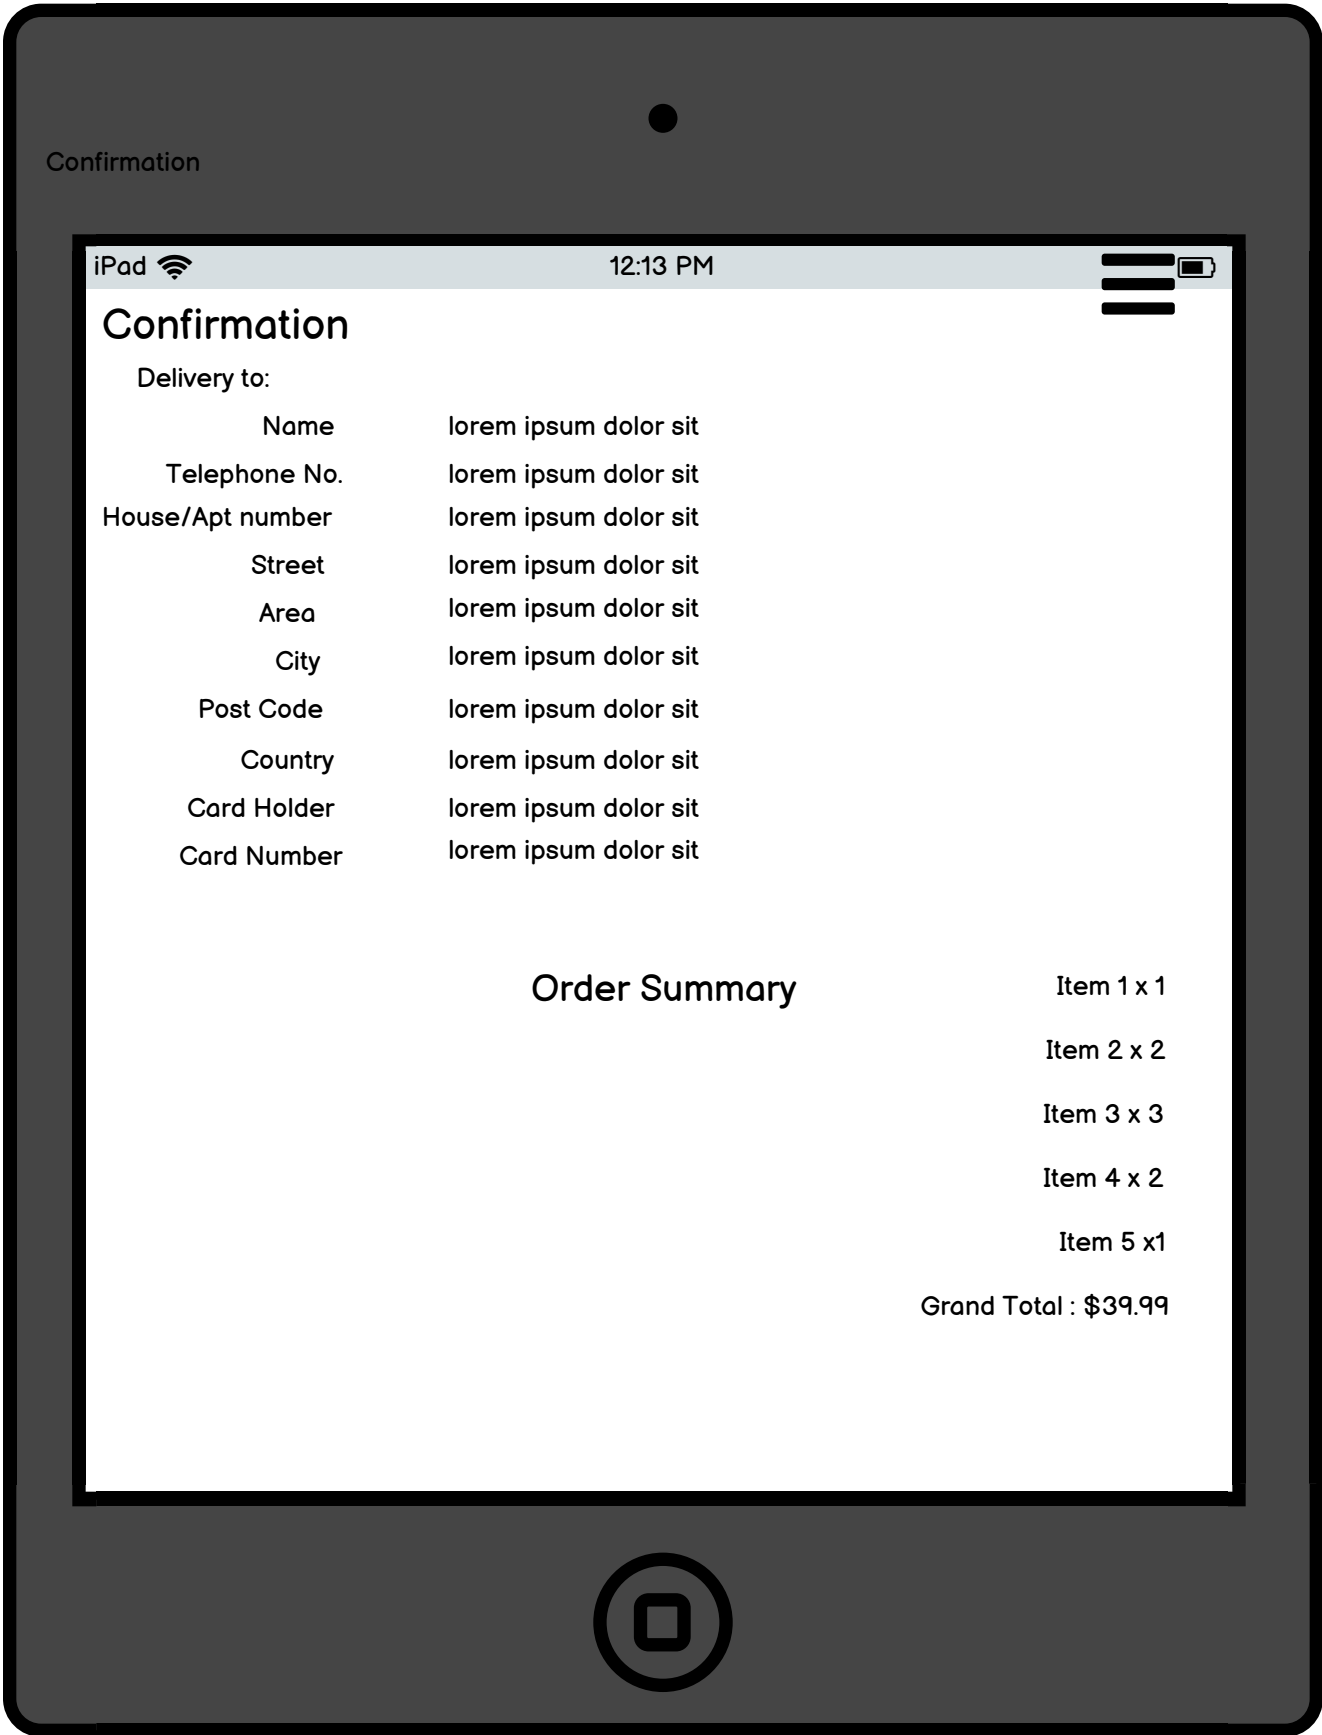 Confirmation
iPad 12:13 PM
Confirmation
Delivery to:
Name lorem ipsum dolor sit
Telephone No. lorem ipsum dolor sit
House/Apt number lorem ipsum dolor sit
Street lorem ipsum dolor sit
Area lorem ipsum dolor sit
City lorem ipsum dolor sit
Post Code lorem ipsum dolor sit
Country lorem ipsum dolor sit
Card Holder lorem ipsum dolor sit
Card Number lorem ipsum dolor sit
Order Summary Item 1 x 1
Item 2 x 2
Item 3 x 3
Item 4 x 2
Item 5 x1
Grand Total : $39.99